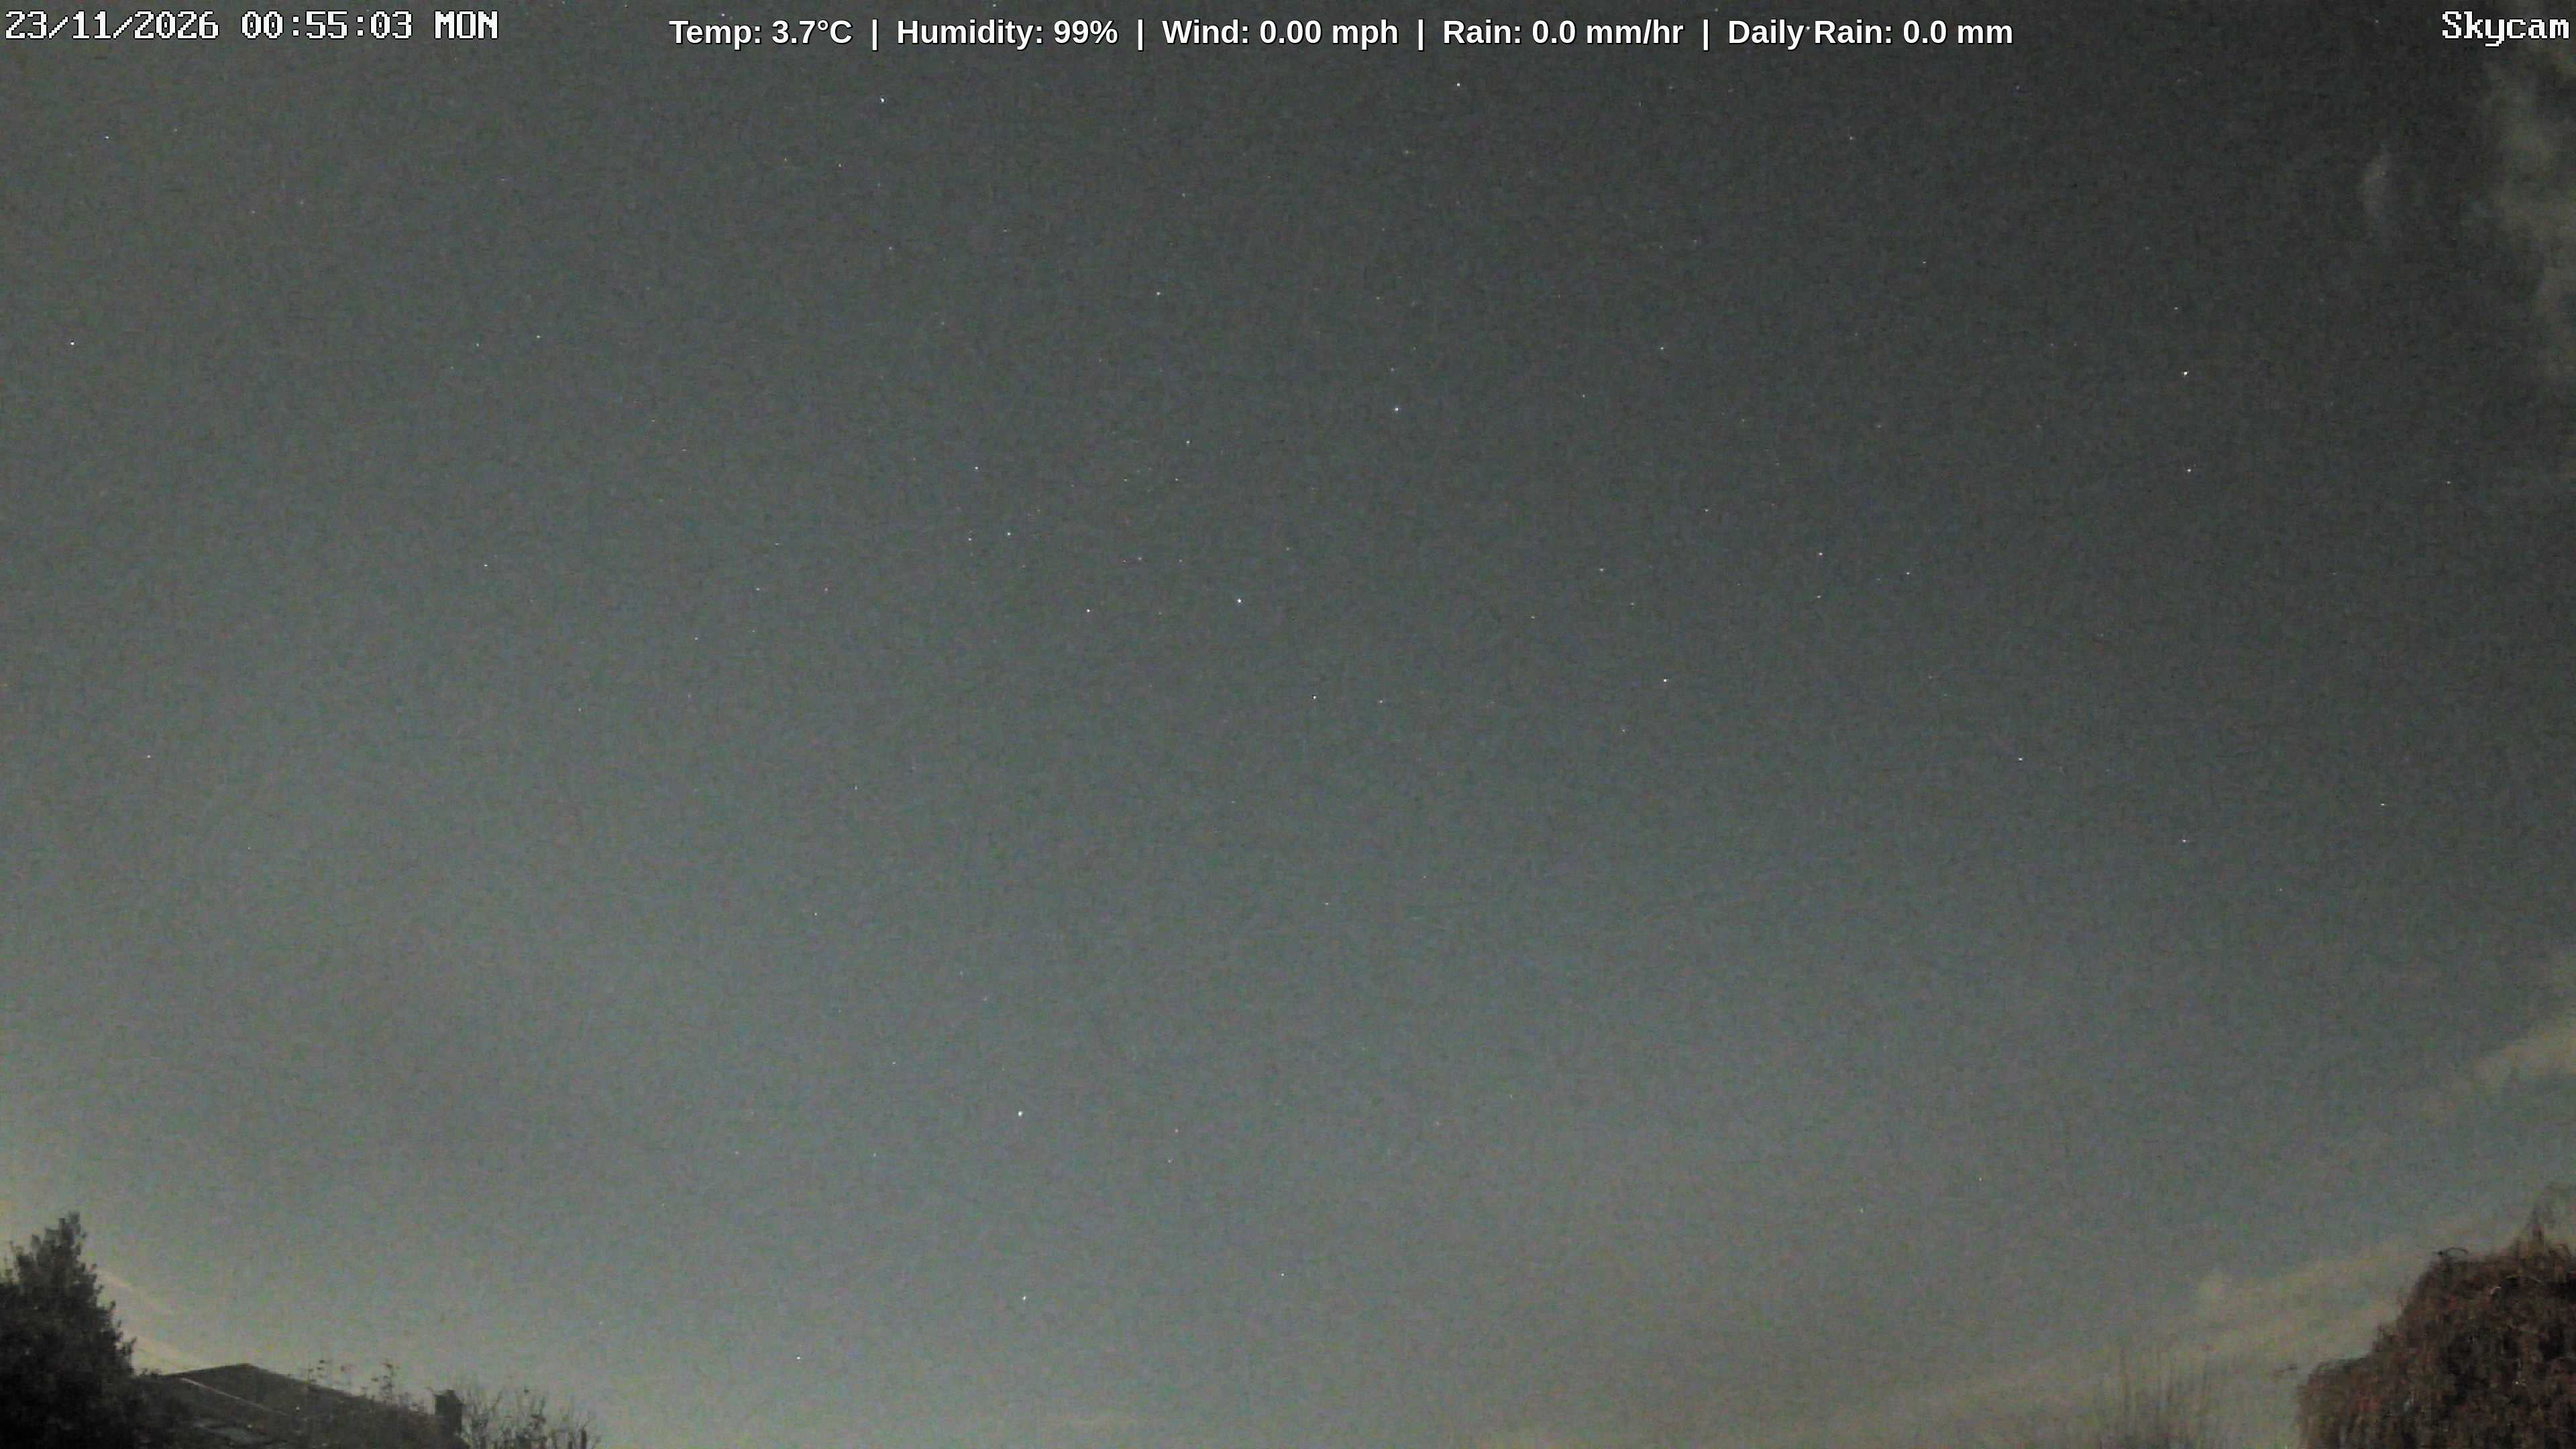 23/11/2026 00:55:03 MON
Temp: 3.7°C | Humidity: 99% | Wind: 0.00 mph | Rain: 0.0 mm/hr | Daily Rain: 0.0 mm
Skycam